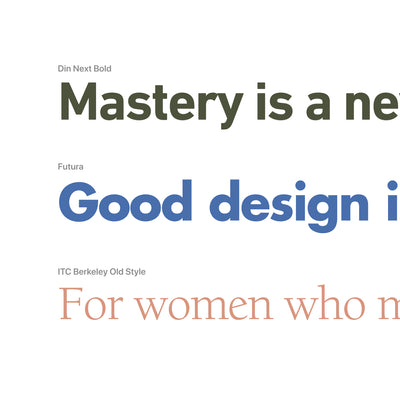 Din Next Bold
Mastery is a ne
Futura
Good design i
ITC Berkeley Old Style
For women who m